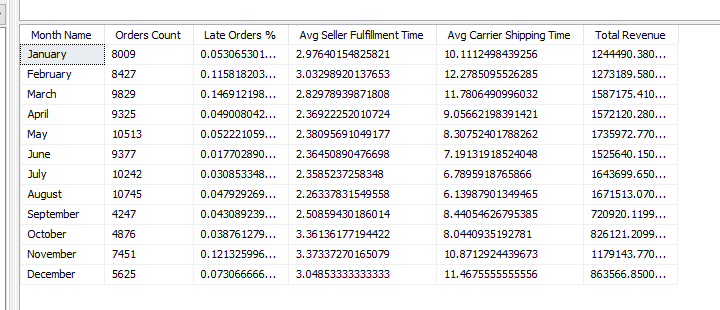 Month Name Orders Count Late Orders % Avg Seller Fulfillment Time Avg Carrier Shipping Time Total Revenue
January 8009 0.053065301... 2.97640154825821 10.1112498439256 1244490.380...
February 8427 0.115818203... 3.03298920137653 12.2785095526285 1273189.580...
March 9829 0.146912198... 2.82978939871808 11.7806490996032 1587175.410...
April 9325 0.049008042... 2.36922252010724 9.05662198391421 1572120.280...
May 10513 0.052221059... 2.38095691049177 8.30752401788262 1735972.770...
June 9377 0.017702890... 2.36450890476698 7.19131918524048 1525640.150...
July 10242 0.030853348... 2.3585237258348 6.7895918765866 1643699.650...
August 10745 0.047929269... 2.26337831549558 6.13987901349465 1671513.070...
September 4247 0.043089239... 2.50859430186014 8.44054626795385 720920.1199...
October 4876 0.038761279... 3.36136177194422 8.0440935192781 826121.2099...
November 7451 0.121325996... 3.37337270165079 10.8712924439673 1179143.770...
December 5625 0.073066666... 3.04853333333333 11.4675555555556 863566.8500...